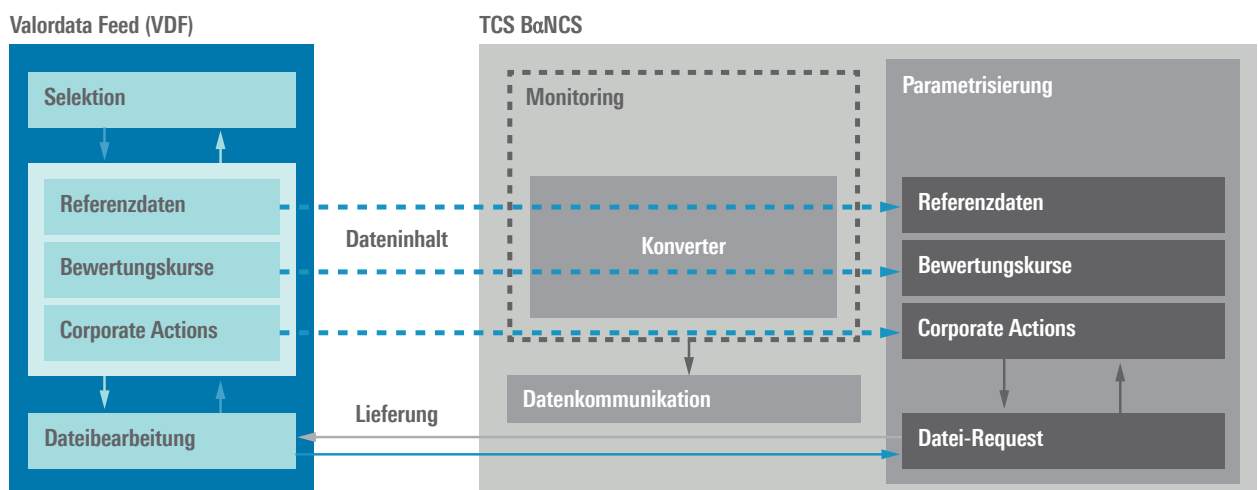 Valordata Feed (VDF)
TCS BαNCS
Selektion
Monitoring
Parametrisierung
Referenzdaten
Dateninhalt
Bewertungskurse
Corporate Actions
Konverter
Referenzdaten
Bewertungskurse
Corporate Actions
Datenkommunikation
Lieferung
Dateibearbeitung
Datei-Request